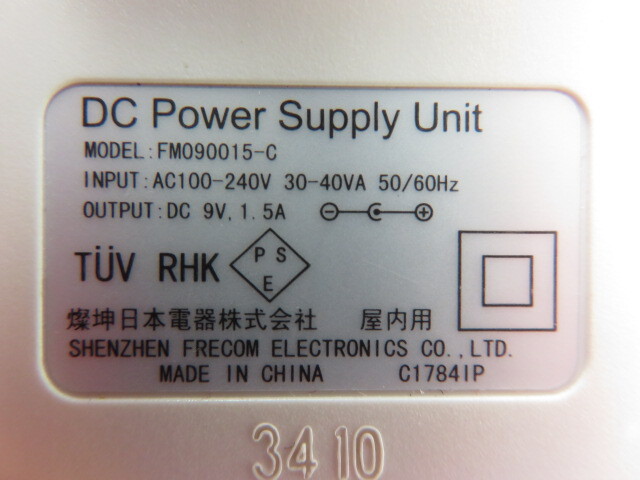 DC Power Supply Unit
MODEL:FM090015-C
INPUT:AC100-240V 30-40VA 50/60Hz
OUTPUT:DC 9V,1.5A
TÜV RHK PSE
燦坤日本電器株式会社 屋内用
SHENZHEN FRECOM ELECTRONICS CO.,LTD.
MADE IN CHINA C1784IP
3410